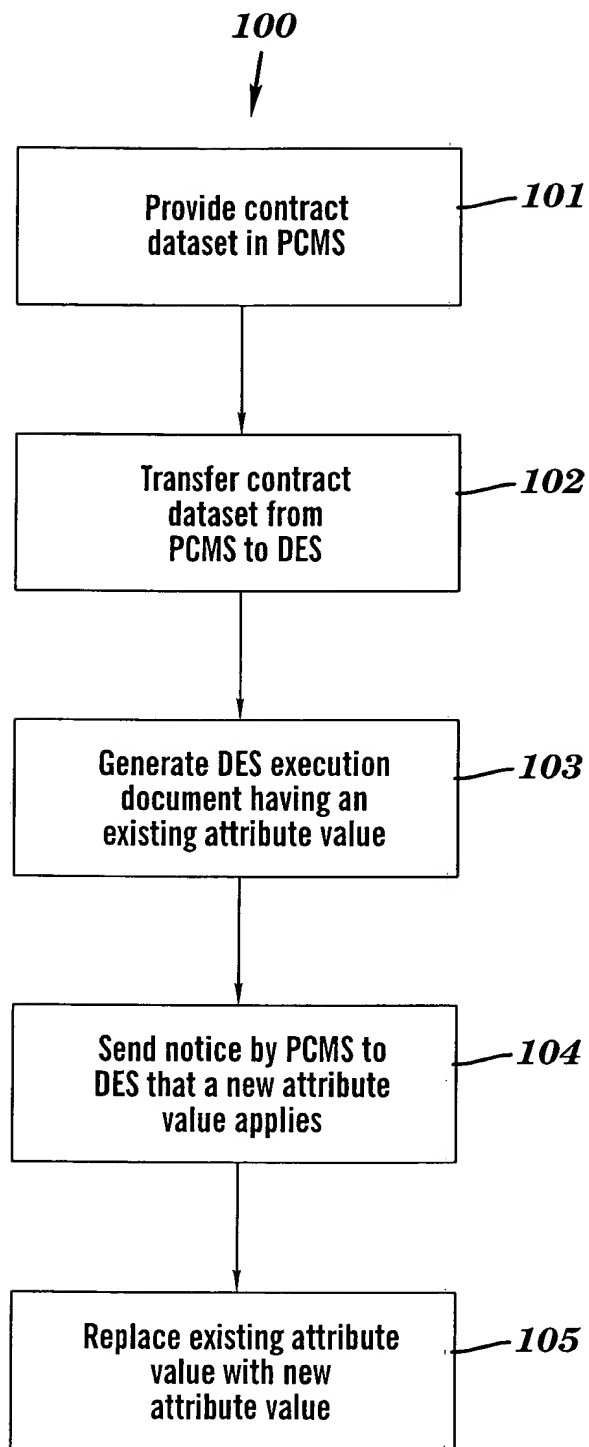 100
Provide contract
dataset in PCMS
101
Transfer contract
dataset from
PCMS to DES
102
Generate DES execution
document having an
existing attribute value
103
Send notice by PCMS to
DES that a new attribute
value applies
104
Replace existing attribute
value with new
attribute value
105